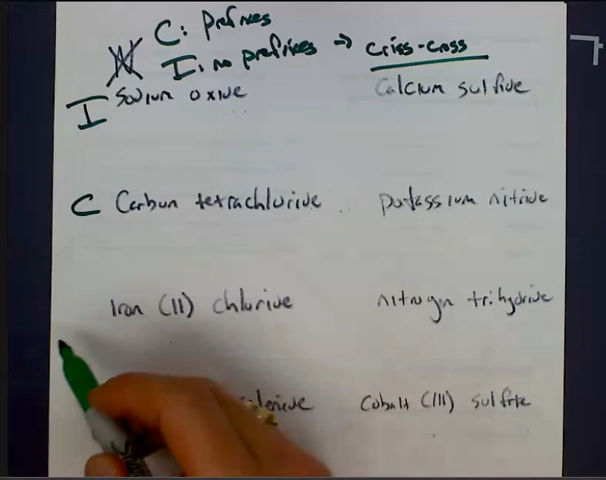 C: Prefixes
I: no prefixes → criss-cross
I Sodium oxide Calcium sulfide
C Carbon tetrachloride potassium nitride
Iron (II) chloride nitrogen trihydride
Cobalt (III) sulfite